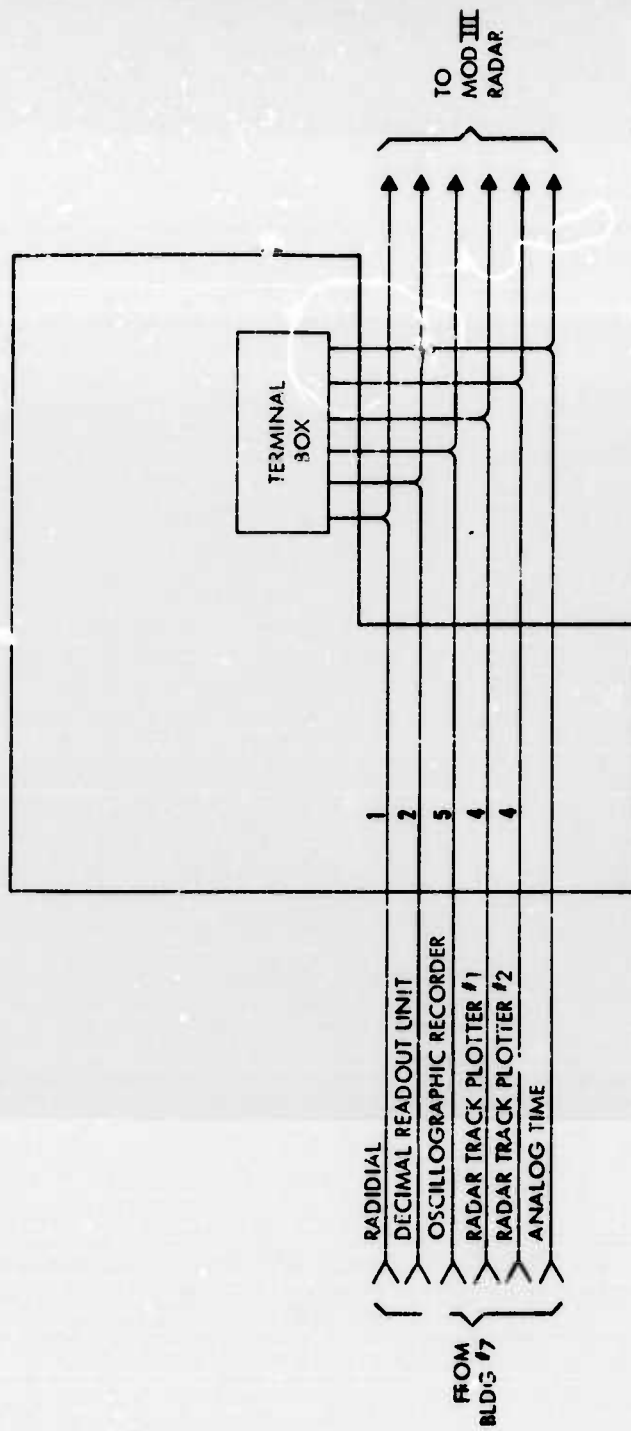 TERMINAL
BOX
RADIDIAL
DECIMAL READOUT UNIT
OSCILLOGRAPHIC RECORDER
RADAR TRACK PLOTTER #1
RADAR TRACK PLOTTER #2
ANALOG TIME
1
2
5
4
4
FROM
BLDG #7
TO
MOD III
RADAR